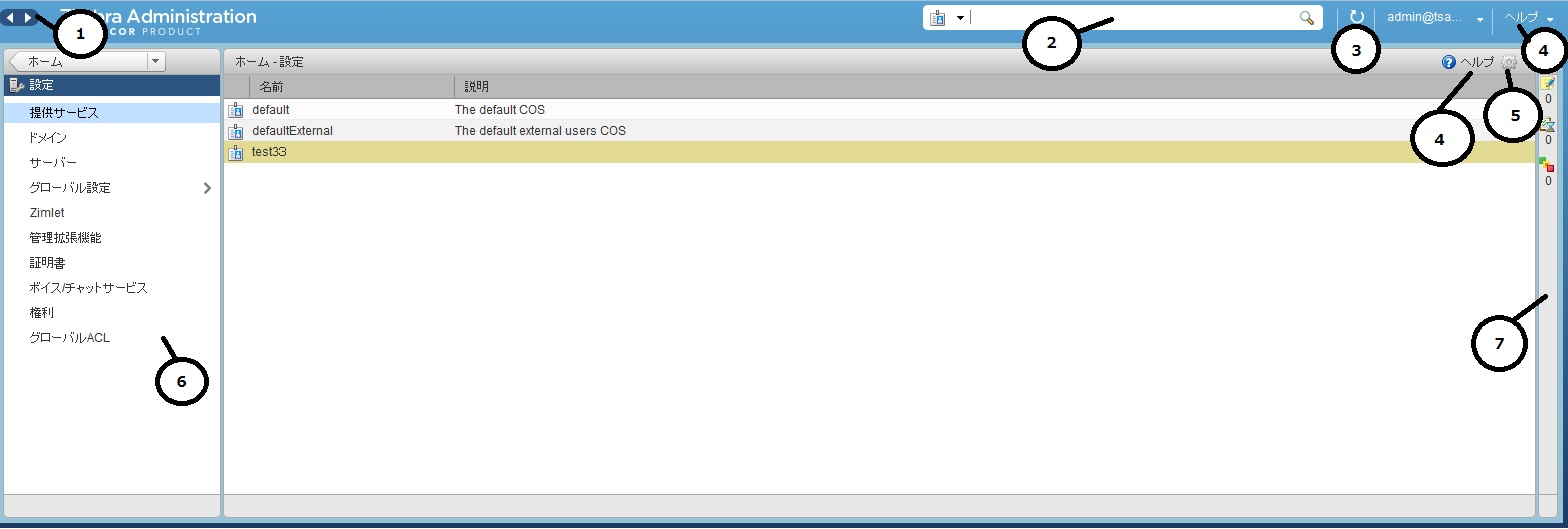 bra Administration
COR PRODUCT
admin@tsa...
ヘルプ
1
2
3
4
ホーム
ホーム - 設定
ヘルプ
設定
名前
説明
提供サービス
default
The default COS
0
5
ドメイン
defaultExternal
The default external users COS
4
0
サーバー
test33
グローバル設定
0
Zimlet
管理拡張機能
証明書
ボイス/チャットサービス
権利
グローバルACL
7
6